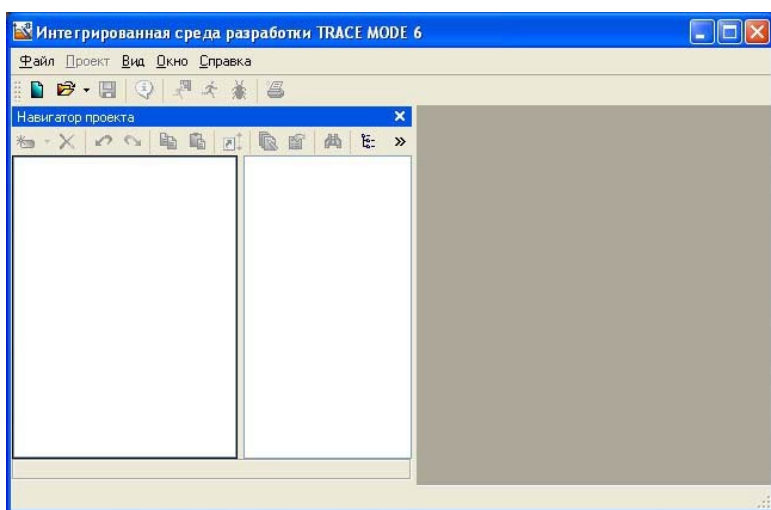 Интегрированная среда разработки TRACE MODE 6
Файл Проект Вид Окно Справка
Навигатор проекта